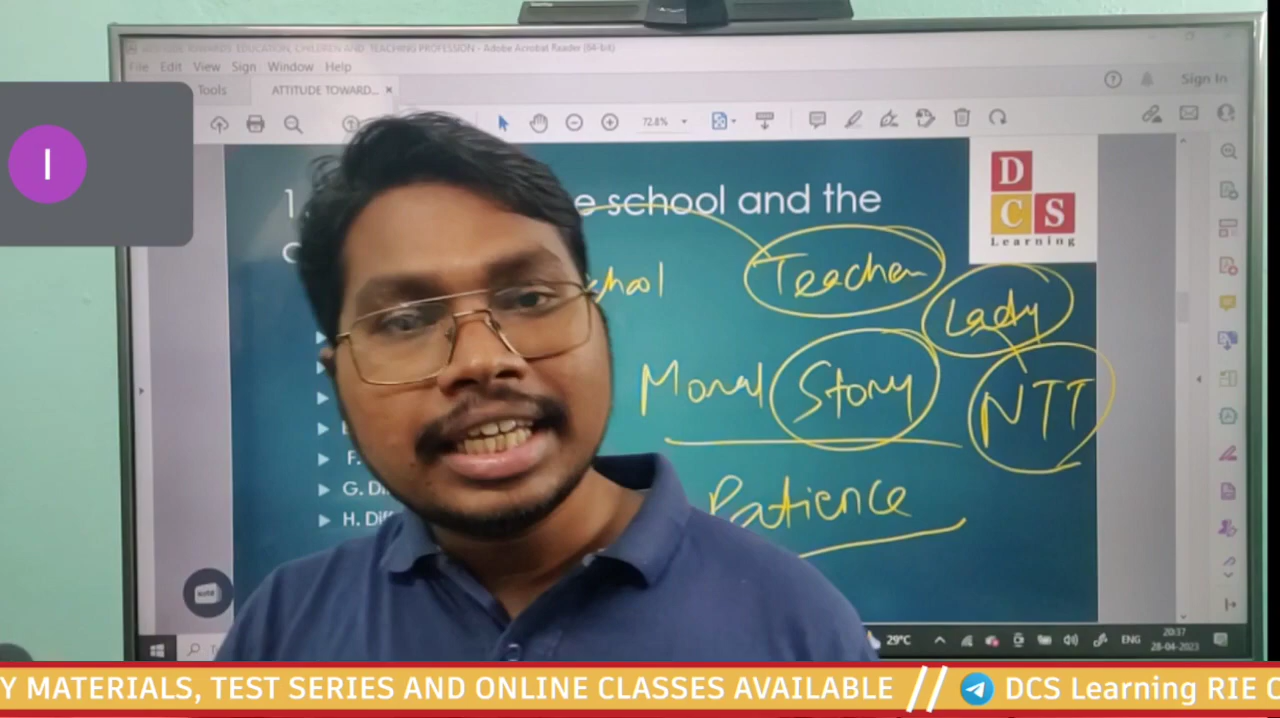 ATTITUDE TOWARDS EDUCATION, CHILDREN AND TEACHING PROFESSION - Adobe Acrobat Reader (64-bit)
File Edit View Sign Window Help
Tools ATTITUDE TOWARD... × Sign In
72.8%
I
1. e school and the
D
C S
Learning
chool Teacher
Lady
Moral Story
NTT
Patience
F.
G. Di
H. Diff
29°C ENG 20:37
28-04-2023
Y MATERIALS, TEST SERIES AND ONLINE CLASSES AVAILABLE // DCS Learning RIE C